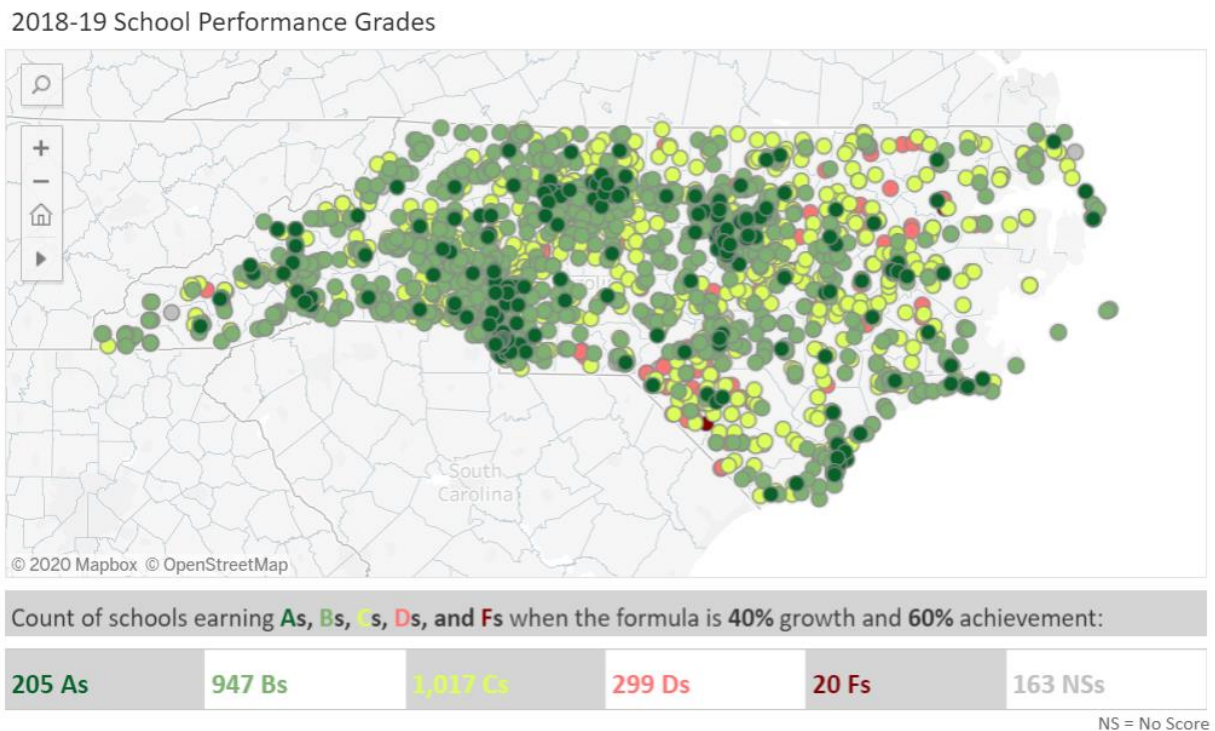 2018-19 School Performance Grades
South
Carolina
© 2020 Mapbox © OpenStreetMap
Count of schools earning As, Bs, Cs, Ds, and Fs when the formula is 40% growth and 60% achievement:
205 As 947 Bs 1,017 Cs 299 Ds 20 Fs 163 NSs
NS = No Score